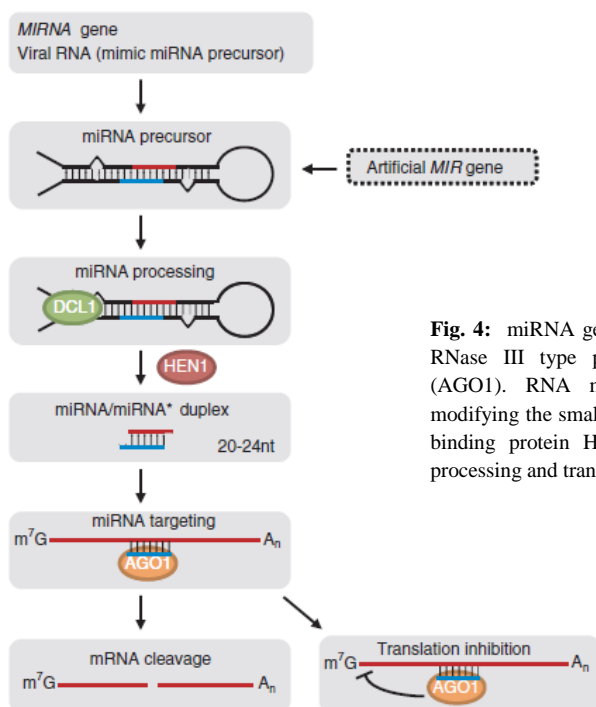 MIRNA gene
Viral RNA (mimic miRNA precursor)
miRNA precursor
Artificial MIR gene
miRNA processing
DCL1
HEN1
miRNA/miRNA* duplex
20-24nt
miRNA targeting
m⁷G
Aₙ
AGO1
mRNA cleavage
m⁷G
Aₙ
Translation inhibition
m⁷G
Aₙ
AGO1
Fig. 4: miRNA ge
RNase III type p
(AGO1). RNA m
modifying the smal
binding protein H
processing and tran